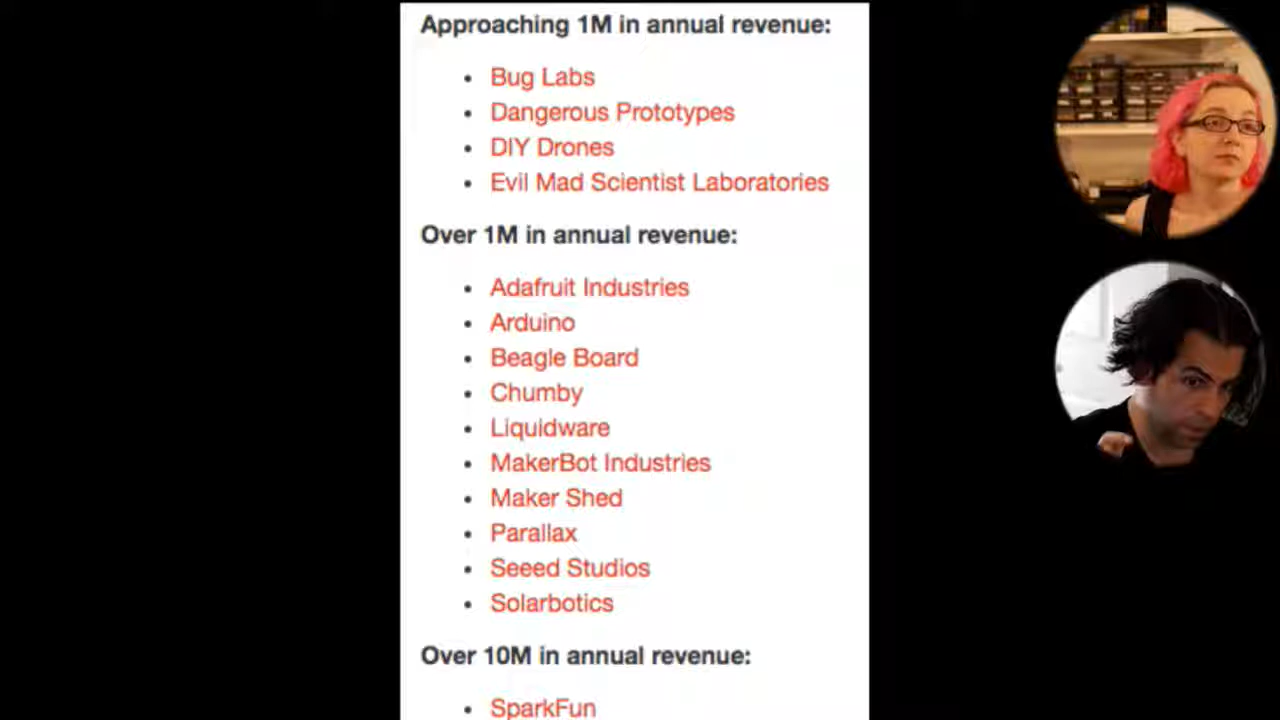 Approaching 1M in annual revenue:
Bug Labs
Dangerous Prototypes
DIY Drones
Evil Mad Scientist Laboratories
Over 1M in annual revenue:
Adafruit Industries
Arduino
Beagle Board
Chumby
Liquidware
MakerBot Industries
Maker Shed
Parallax
Seeed Studios
Solarbotics
Over 10M in annual revenue:
SparkFun